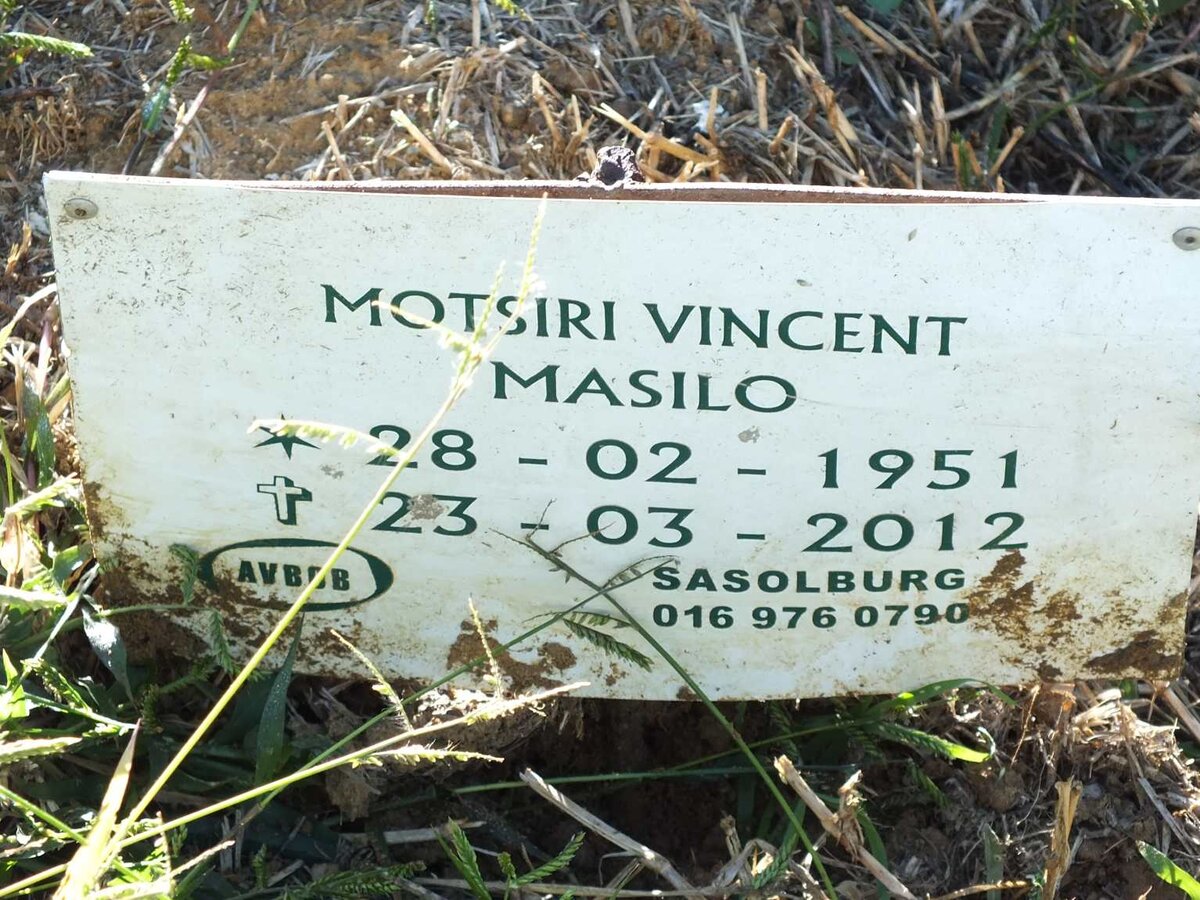 MOTSIRI VINCENT
MASILO
28 - 02 - 1951
23 - 03 - 2012
AVBOB
SASOLBURG
016 976 0790